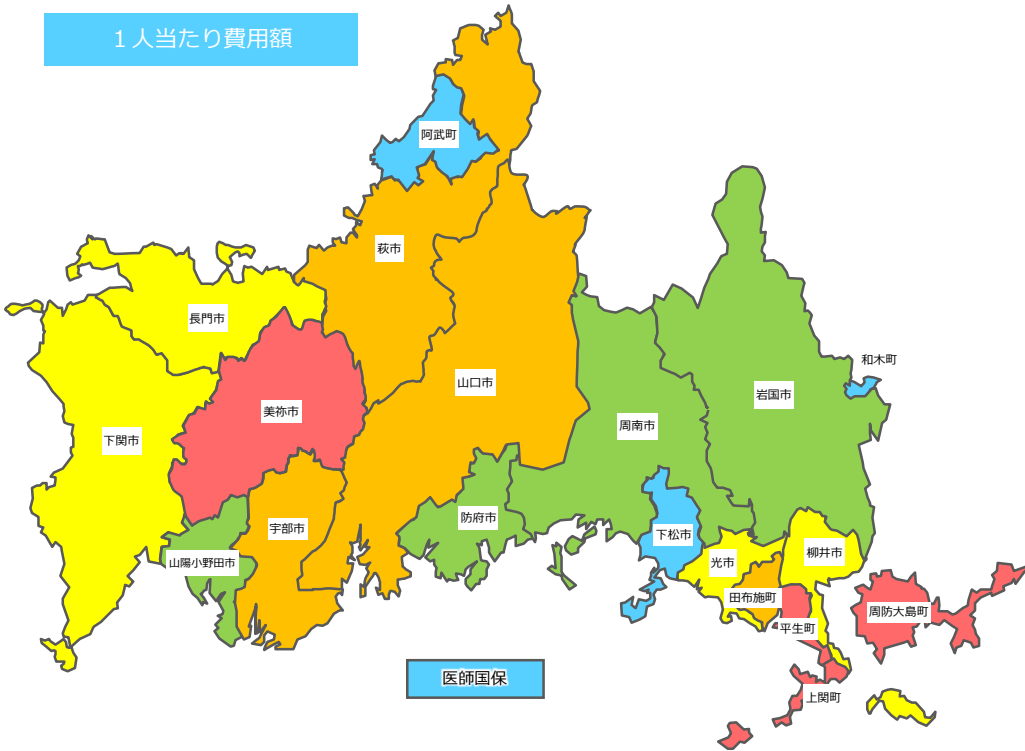 1人当たり費用額
阿武町
萩市
長門市
和木町
山口市
岩国市
美祢市
周南市
下関市
防府市
宇部市
下松市
柳井市
山陽小野田市
光市
田布施町
周防大島町
平生町
医師国保
上関町